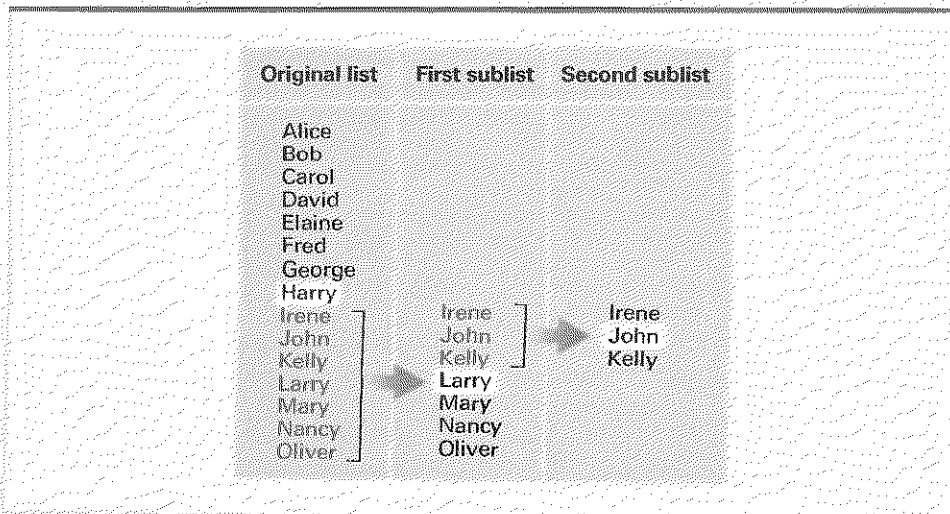 Original list First sublist Second sublist
Alice
Bob
Carol
David
Elaine
Fred
George
Harry
Irene Irene Irene
John John John
Kelly Kelly Kelly
Larry Larry
Mary Mary
Nancy Nancy
Oliver Oliver